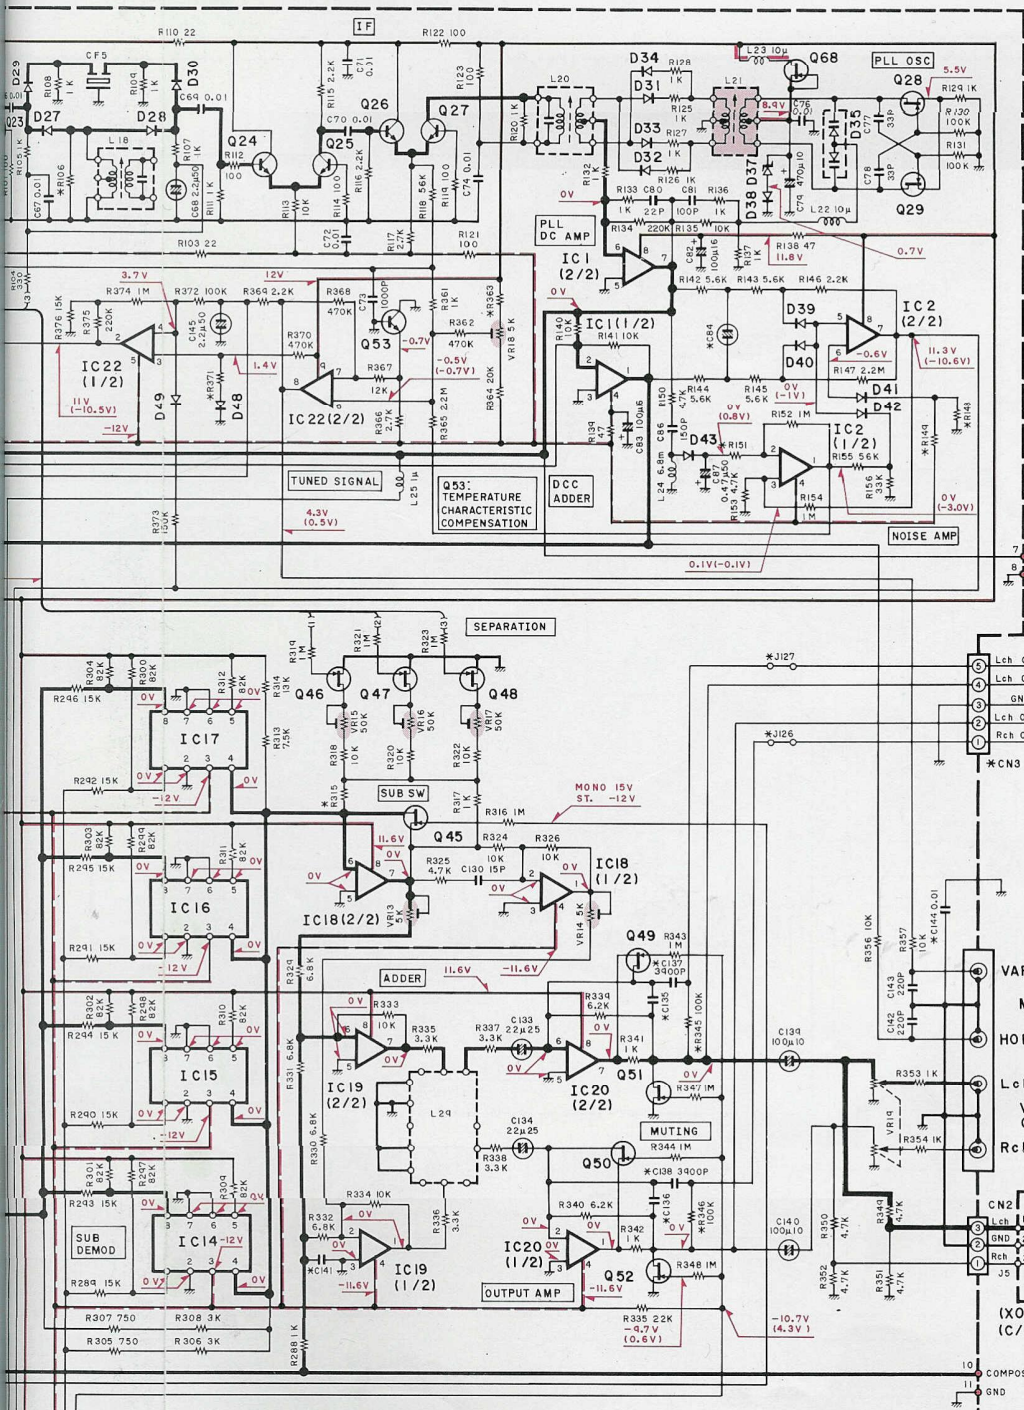 R110 22
IF
R122 100
D29
R108 1K
CF5
R109 1K
D30
C69 0.01
Q24
R115 2.2K
C71 0.01
Q26
C70 0.01
Q27
R123 100
L20
D34
R128 1K
D31
R125 1K
D33
R127 1K
D32
R126 1K
L21
L23 10μ
Q68
PLL OSC
Q28
5.5V
R129 1K
R130 100K
R131 100K
8.9V
C76 0.01
D35
C77 33P
C78 33P
Q29
Q23
D27
D28
L18
R107 1K
R112 100
Q25
R120 1K
R105 1K
R106
C67 0.01
C68 2.2μ50
R111 1K
R113 10K
R114 100
R116 2.2K
R118 56K
R119 100
C74 0.01
R132 1K
R133 1K
C80 22P
C81 100P
R136 1K
D37
D38
C79 470μ10
L22 10μ
0V
R134 220K
R135 10K
PLL DC AMP
IC1 (2/2)
C82 100μ16
R137 1K
R138 47
11.8V
0.7V
C72 0.01
R117 2.7K
R121 100
R103 22
R104 330
3.7V
12V
R374 1M
R372 100K
R369 2.2K
R368 470K
C73 1000P
R361 1K
R363
R376 15K
R375 220K
C145 2.2μ50
R370 470K
Q53
-0.7V
R362 470K
VR18 5K
-0.5V (-0.7V)
R371
1.4V
R367 12K
R364 20K
IC22 (1/2)
D49
D48
IC22(2/2)
R366 2.7K
R365 2.2M
11V (-10.5V)
-12V
R142 5.6K
R143 5.6K
R146 2.2K
IC1(1/2)
R140 10K
R141 10K
*C84
D39
D40
IC2 (2/2)
-0.6V
11.3V (-10.6V)
R147 2.2M
D41
D42
R144 5.6K
R145 5.6K
0V (-1V)
0V (0.8V)
R152 1M
R139 47
C83 100μ6
R150 4.7K
C86 150P
L24 6.8m
D43
*R151
C87 0.47μ50
R153 4.7K
IC2 (1/2)
R155 56K
R154 1M
R156 33K
*R149
0V (-3.0V)
NOISE AMP
0.1V(-0.1V)
TUNED SIGNAL
L25 1μ
Q53: TEMPERATURE CHARACTERISTIC COMPENSATION
DCC ADDER
R373 150K
4.3V (0.5V)
7
8
SEPARATION
R319 1M
R321 1M
R323 1M
Q46
Q47
Q48
VR15 50K
VR16 50K
VR17 50K
R318 10K
R320 10K
R322 10K
*R315
R317 1K
SUB SW
Q45
R316 1M
MONO 15V
ST. -12V
*J127
*J126
5 4 3 2 1
*CN3
R304 82K
R300 82K
R312 82K
R314 13K
R313 7.5K
R296 15K
IC17
R292 15K
-12V
R303 82K
R299 82K
R311 82K
R295 15K
IC16
R291 15K
-12V
R302 82K
R298 82K
R310 82K
R294 15K
IC15
R290 15K
-12V
R301 82K
R297 82K
R309 82K
R293 15K
SUB DEMOD
IC14
-12V
R289 15K
R307 750
R308 3K
R305 750
R306 3K
11.6V
IC18(2/2)
R325 4.7K
R324 10K
C130 15P
R326 10K
IC18 (1/2)
VR13 5K
VR14 5K
-11.6V
R329 6.8K
R331 6.8K
R330 6.8K
ADDER
11.6V
R333 10K
IC19 (2/2)
R335 3.3K
R337 3.3K
C133 22μ25
L29
C134 22μ25
R338 3.3K
R336 3.3K
R334 10K
R332 6.8K
*C141
IC19 (1/2)
-11.6V
R288 1K
Q49
R343 1M
*C137 3900P
*C135
R339 6.2K
R341 1K
*R345 100K
IC20 (2/2)
Q51
R347 1M
MUTING
R344 1M
Q50
*C138 3900P
*C136
R340 6.2K
R342 1K
*R346 100K
IC20 (1/2)
Q52
R348 1M
OUTPUT AMP
-11.6V
R335 22K
-9.7V (0.6V)
-10.7V (4.3V)
C139 100μ10
C140 100μ10
R356 10K
R357 10K
*C144 0.01
C143 220P
C142 220P
R353 1K
VR19
R354 1K
R350 4.7K
R349 4.7K
R352 4.7K
R351 4.7K
CN2
Lch
GND
Rch
J5
10 COMPOS
11 GND